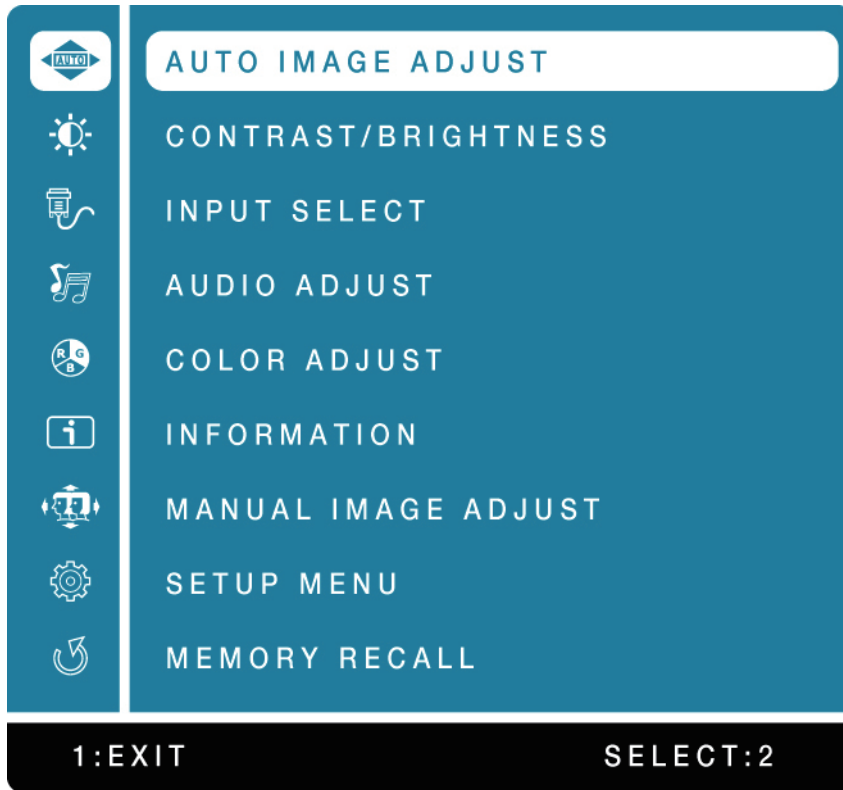 AUTO AUTO IMAGE ADJUST
CONTRAST/BRIGHTNESS
INPUT SELECT
AUDIO ADJUST
R G B COLOR ADJUST
i INFORMATION
MANUAL IMAGE ADJUST
SETUP MENU
MEMORY RECALL
1:EXIT SELECT:2